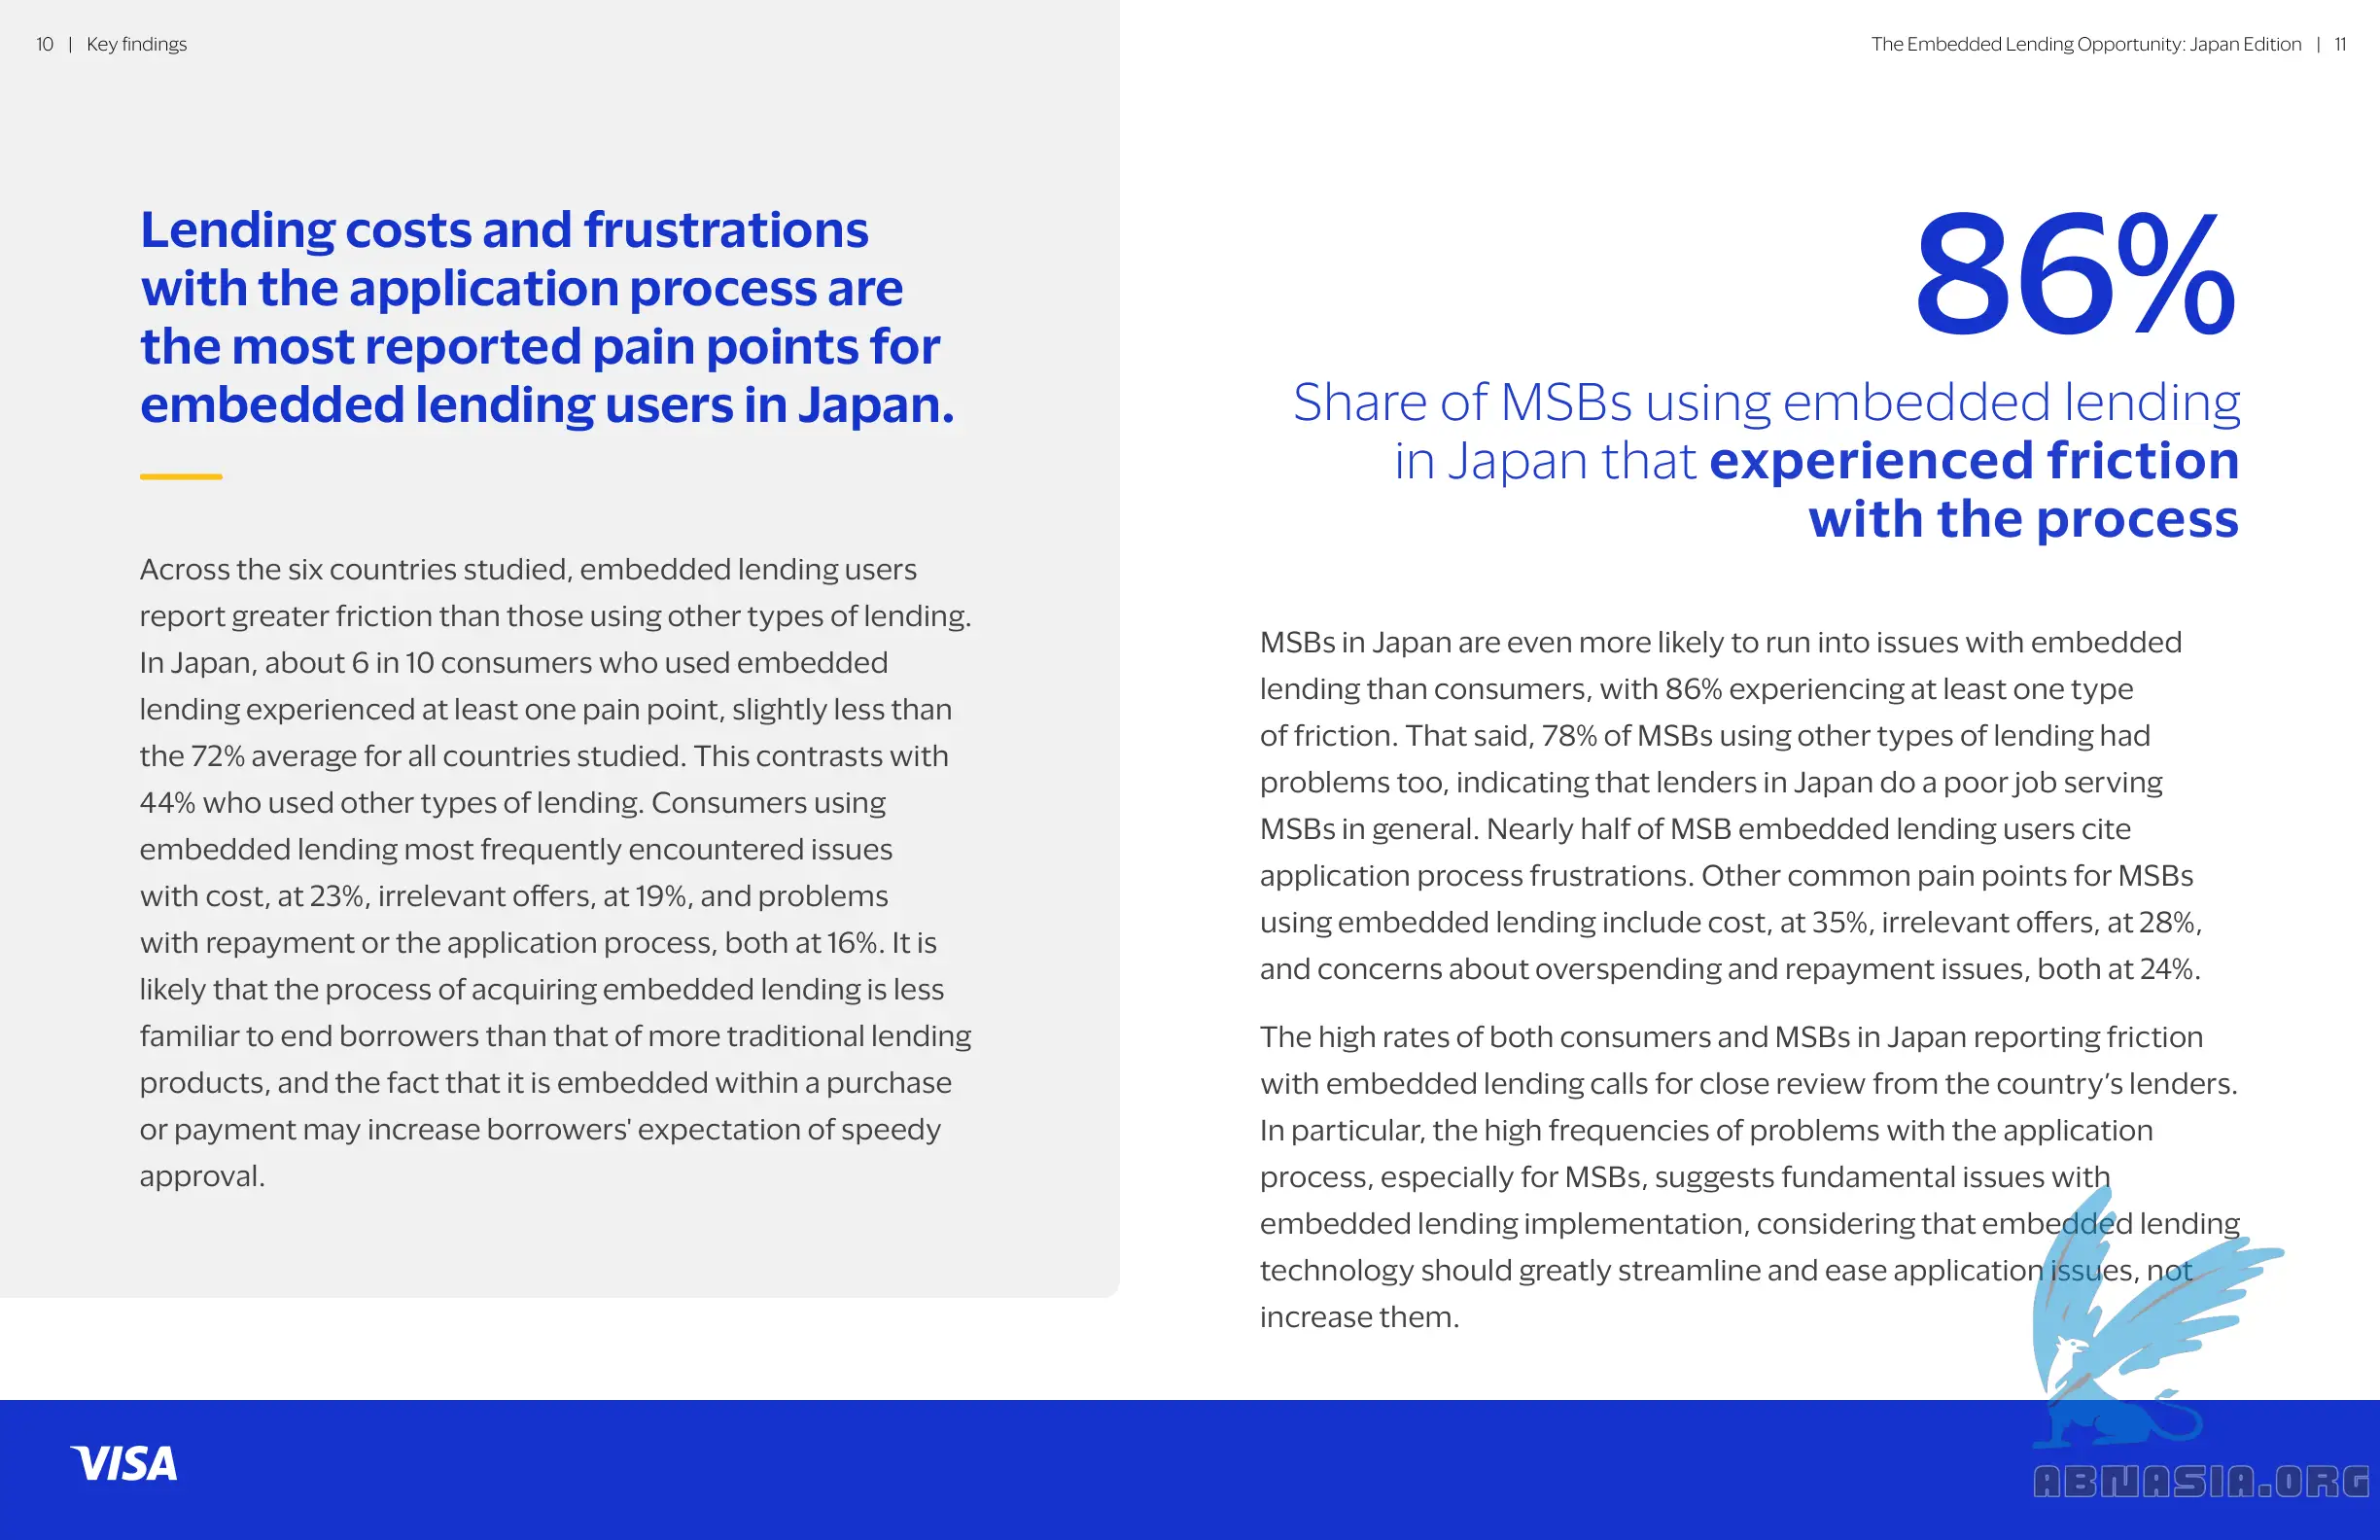 10 | Key findings
The Embedded Lending Opportunity: Japan Edition | 11
Lending costs and frustrations
with the application process are
the most reported pain points for
embedded lending users in Japan.
Across the six countries studied, embedded lending users
report greater friction than those using other types of lending.
In Japan, about 6 in 10 consumers who used embedded
lending experienced at least one pain point, slightly less than
the 72% average for all countries studied. This contrasts with
44% who used other types of lending. Consumers using
embedded lending most frequently encountered issues
with cost, at 23%, irrelevant offers, at 19%, and problems
with repayment or the application process, both at 16%. It is
likely that the process of acquiring embedded lending is less
familiar to end borrowers than that of more traditional lending
products, and the fact that it is embedded within a purchase
or payment may increase borrowers' expectation of speedy
approval.
86%
Share of MSBs using embedded lending
in Japan that experienced friction
with the process
MSBs in Japan are even more likely to run into issues with embedded
lending than consumers, with 86% experiencing at least one type
of friction. That said, 78% of MSBs using other types of lending had
problems too, indicating that lenders in Japan do a poor job serving
MSBs in general. Nearly half of MSB embedded lending users cite
application process frustrations. Other common pain points for MSBs
using embedded lending include cost, at 35%, irrelevant offers, at 28%,
and concerns about overspending and repayment issues, both at 24%.
The high rates of both consumers and MSBs in Japan reporting friction
with embedded lending calls for close review from the country’s lenders.
In particular, the high frequencies of problems with the application
process, especially for MSBs, suggests fundamental issues with
embedded lending implementation, considering that embedded lending
technology should greatly streamline and ease application issues, not
increase them.
VISA
ABNASIA.ORG